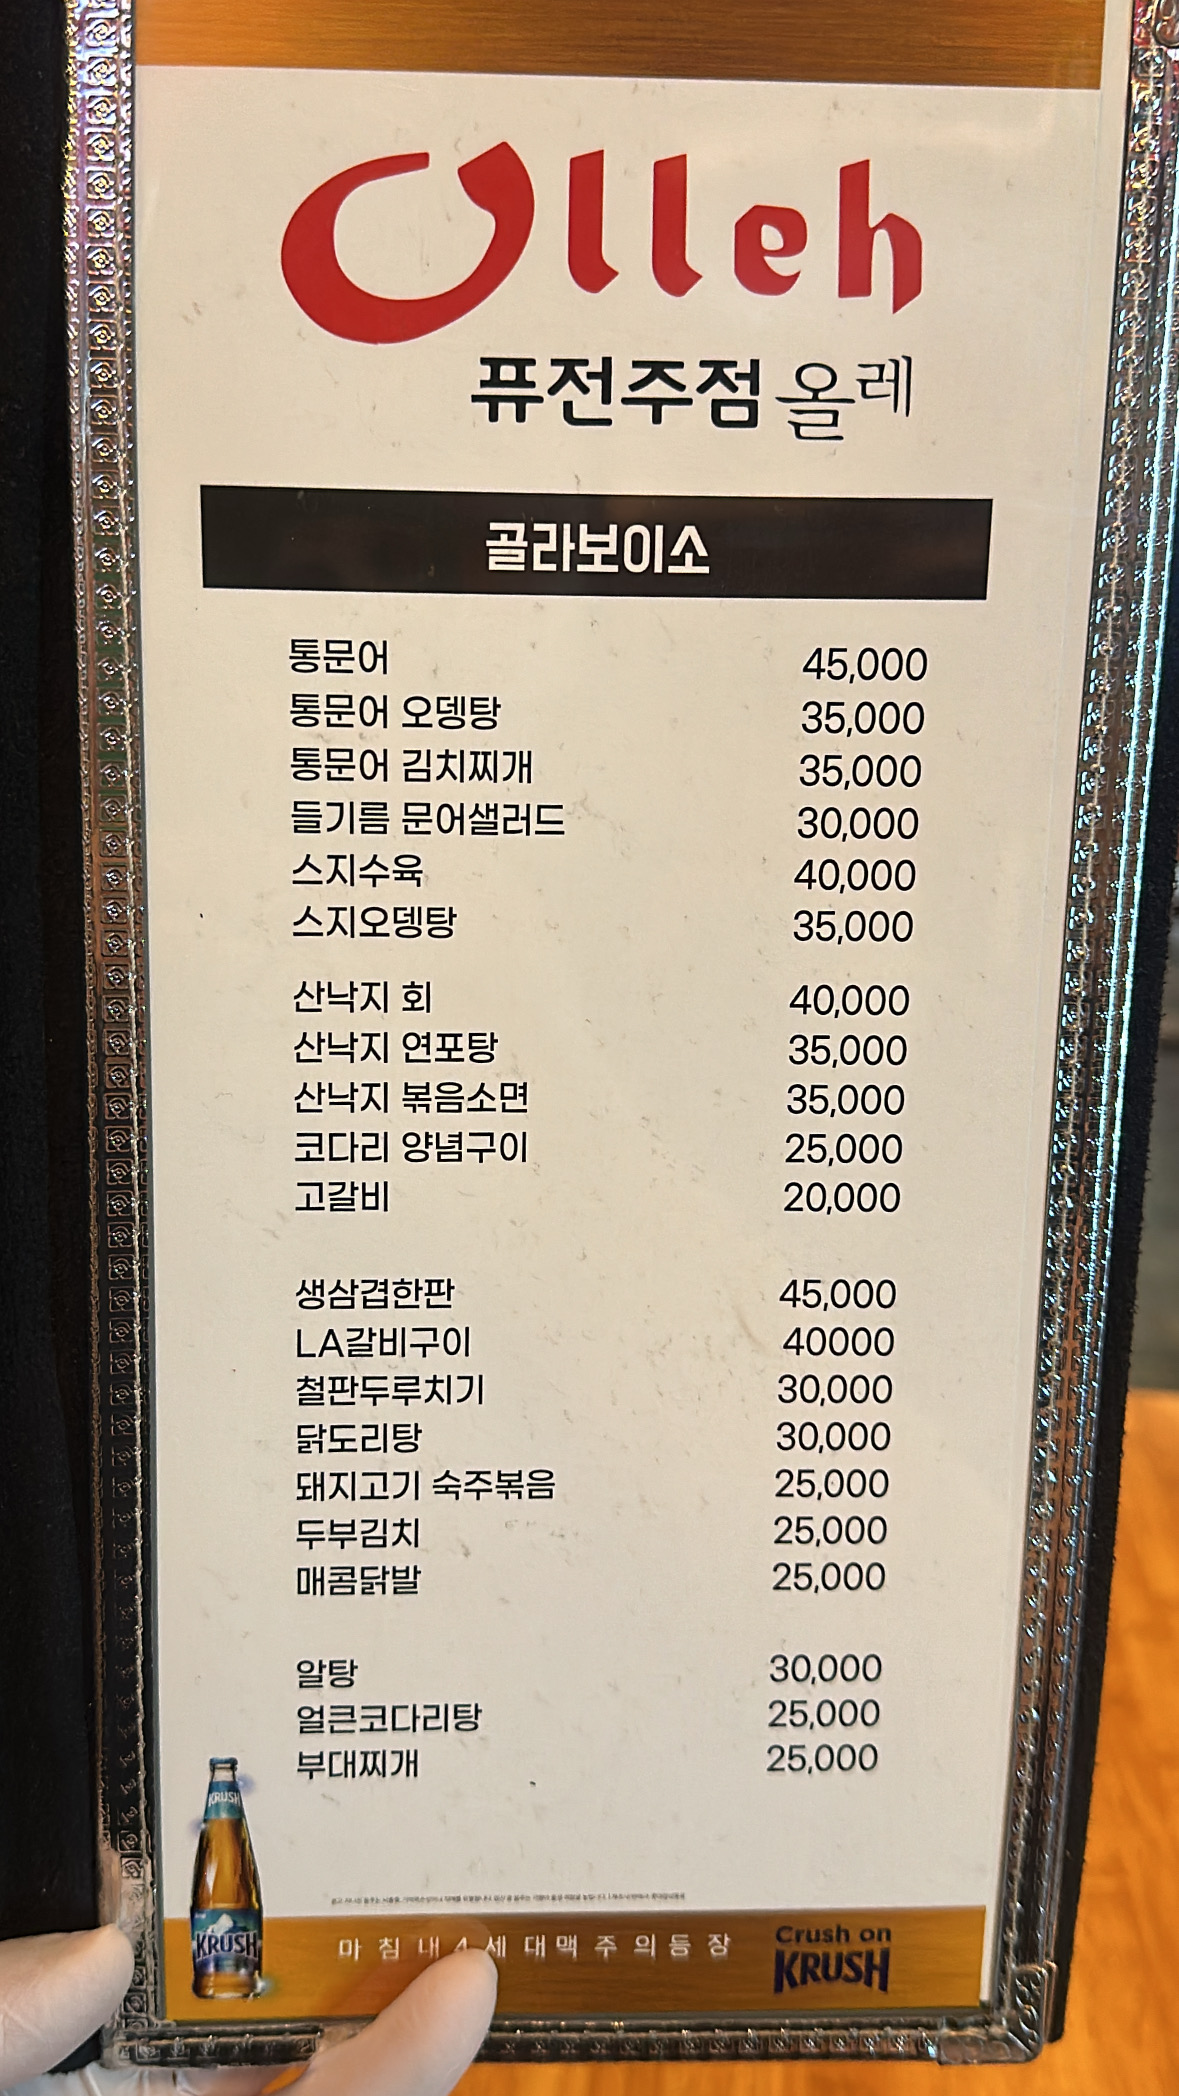 Olleh
퓨전주점 올레
골라보이소
통문어 45,000
통문어 오뎅탕 35,000
통문어 김치찌개 35,000
들기름 문어샐러드 30,000
스지수육 40,000
스지오뎅탕 35,000
산낙지 회 40,000
산낙지 연포탕 35,000
산낙지 볶음소면 35,000
코다리 양념구이 25,000
고갈비 20,000
생삼겹한판 45,000
LA갈비구이 40000
철판두루치기 30,000
닭도리탕 30,000
돼지고기 숙주볶음 25,000
두부김치 25,000
매콤닭발 25,000
알탕 30,000
얼큰코다리탕 25,000
부대찌개 25,000
KRUSH
KRUSH
마침내 4세대 맥주의 등장
Crush on
KRUSH